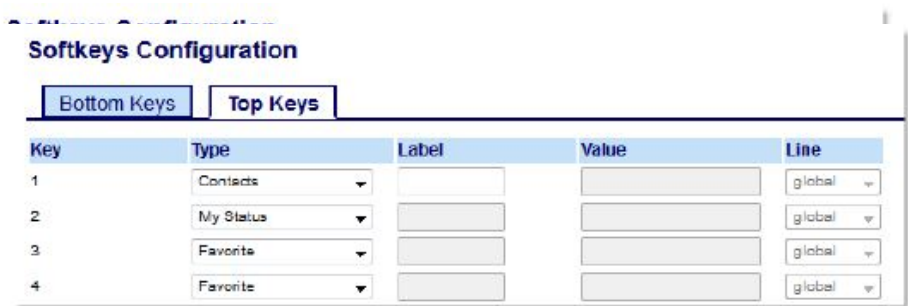 Softkeys Configuration
Bottom Keys Top Keys
Key Type Label Value Line
1 Contacts global
2 My Status global
3 Favorite global
4 Favorite global